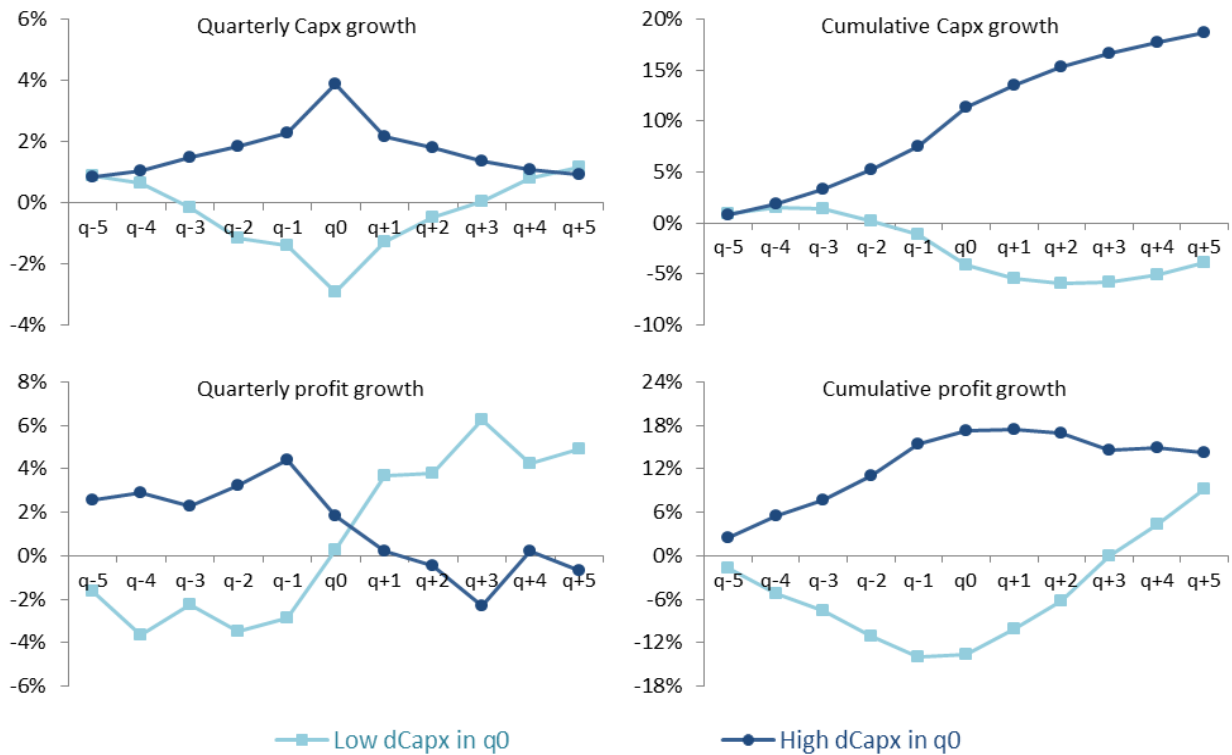 Quarterly Capx growth
6%
4%
2%
0%
-2%
-4%
q-5 q-4 q-3 q-2 q-1 q0 q+1 q+2 q+3 q+4 q+5
Cumulative Capx growth
20%
15%
10%
5%
0%
-5%
-10%
q-5 q-4 q-3 q-2 q-1 q0 q+1 q+2 q+3 q+4 q+5
Quarterly profit growth
8%
6%
4%
2%
0%
-2%
-4%
-6%
q-5 q-4 q-3 q-2 q-1 q0 q+1 q+2 q+3 q+4 q+5
Cumulative profit growth
24%
18%
12%
6%
0%
-6%
-12%
-18%
q-5 q-4 q-3 q-2 q-1 q0 q+1 q+2 q+3 q+4 q+5
Low dCapx in q0
High dCapx in q0